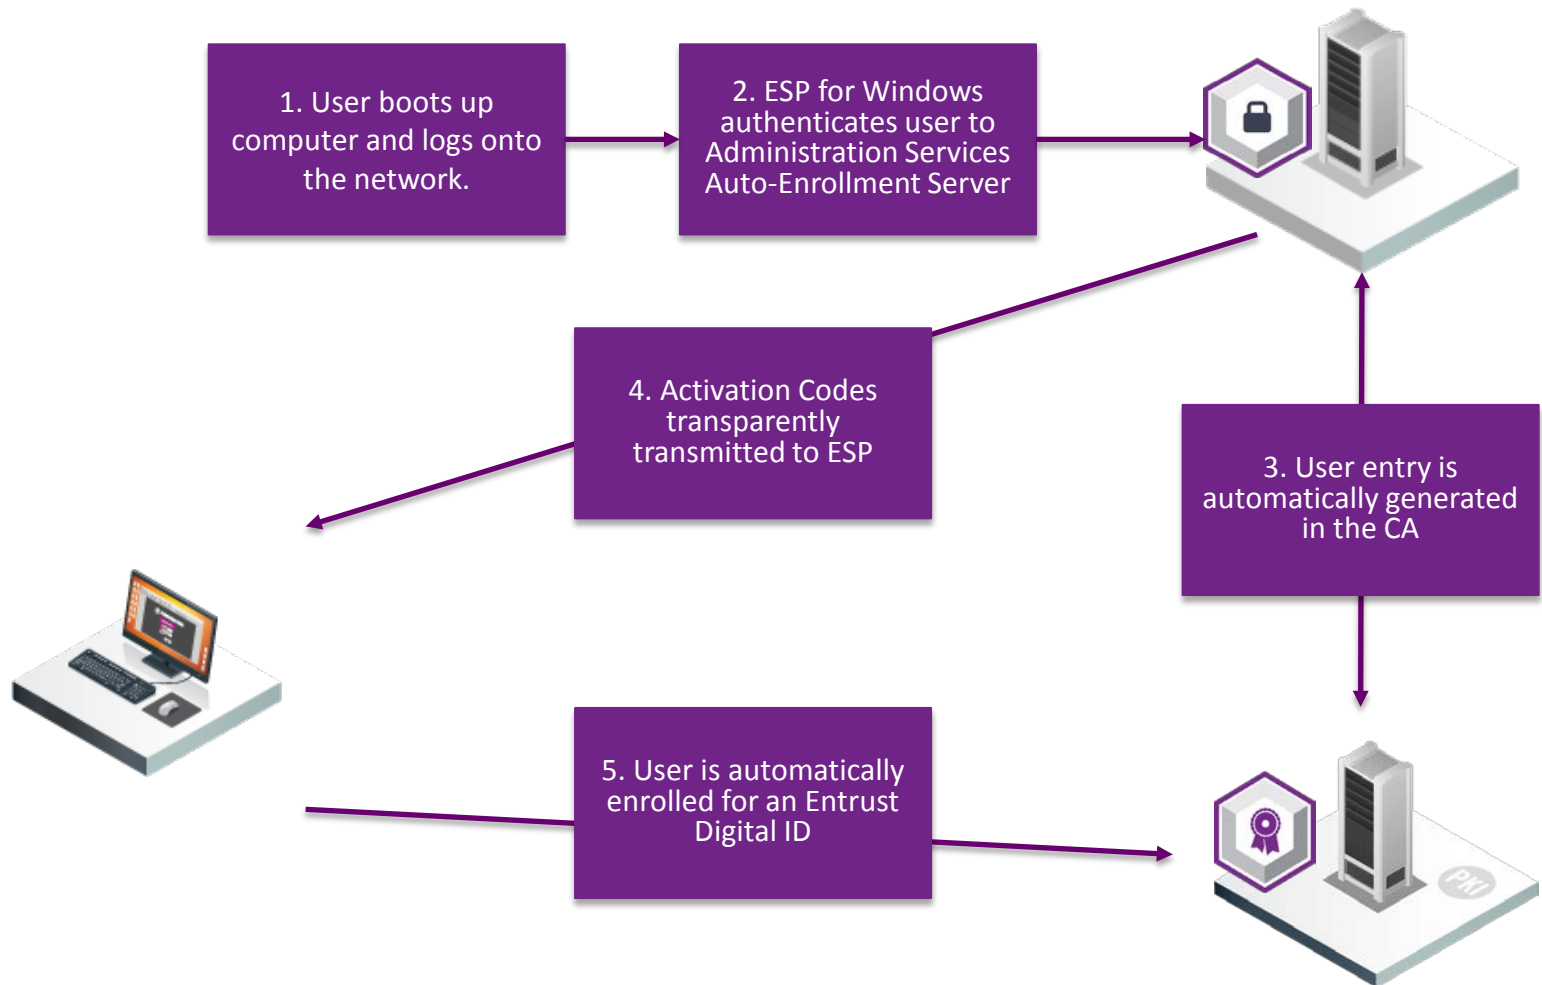 1. User boots up
computer and logs onto
the network.
2. ESP for Windows
authenticates user to
Administration Services
Auto-Enrollment Server
4. Activation Codes
transparently
transmitted to ESP
3. User entry is
automatically generated
in the CA
5. User is automatically
enrolled for an Entrust
Digital ID
PKI